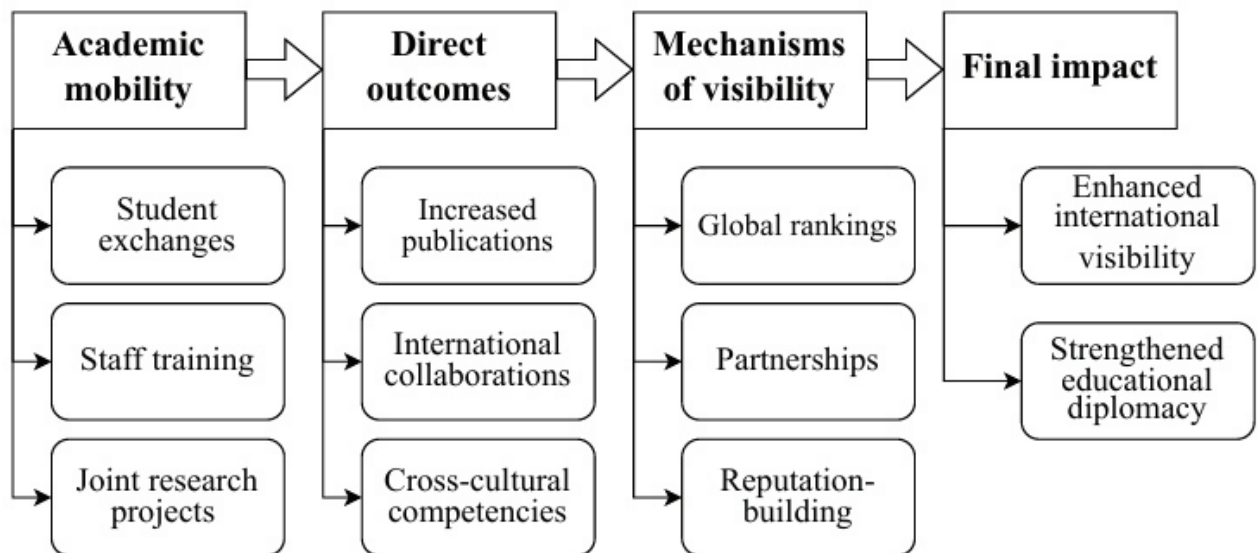 Academic
mobility
Direct
outcomes
Mechanisms
of visibility
Final impact
Student
exchanges
Staff training
Joint research
projects
Increased
publications
International
collaborations
Cross-cultural
competencies
Global rankings
Partnerships
Reputation-
building
Enhanced
international
visibility
Strengthened
educational
diplomacy